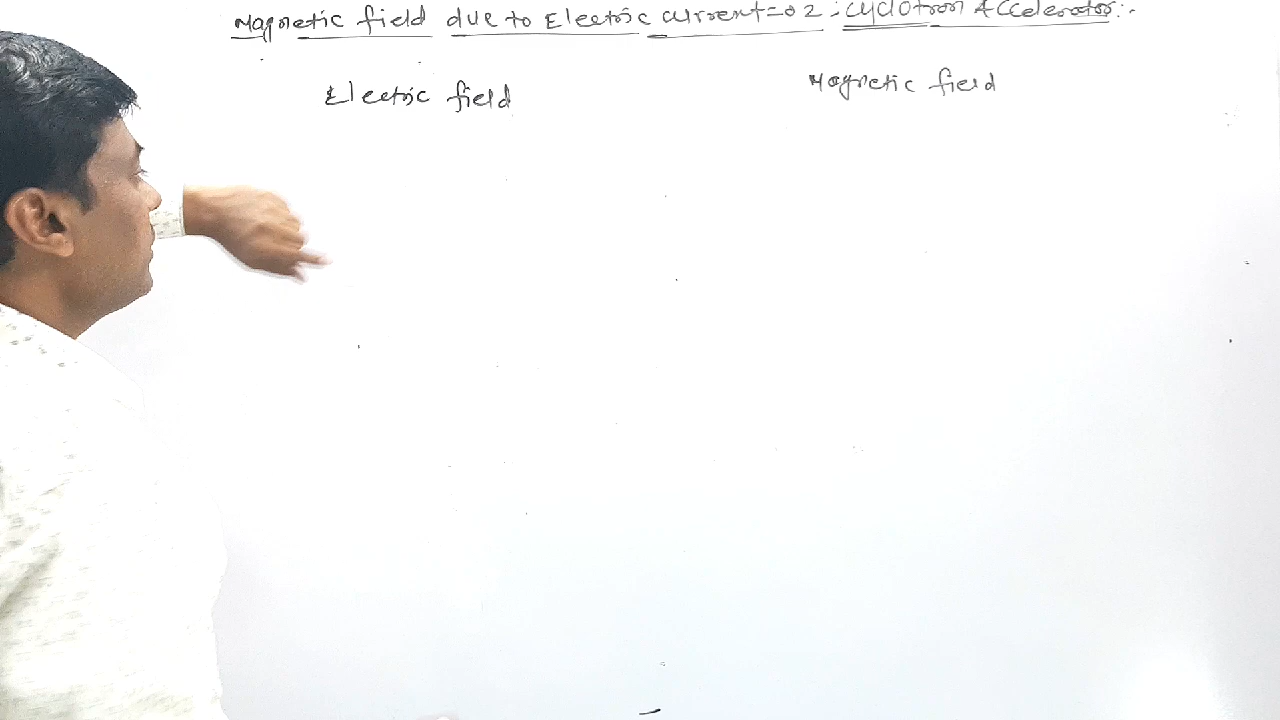 Magnetic field due to Electric current=02:cyclotron Accelerator:-
Electric field
Magnetic field